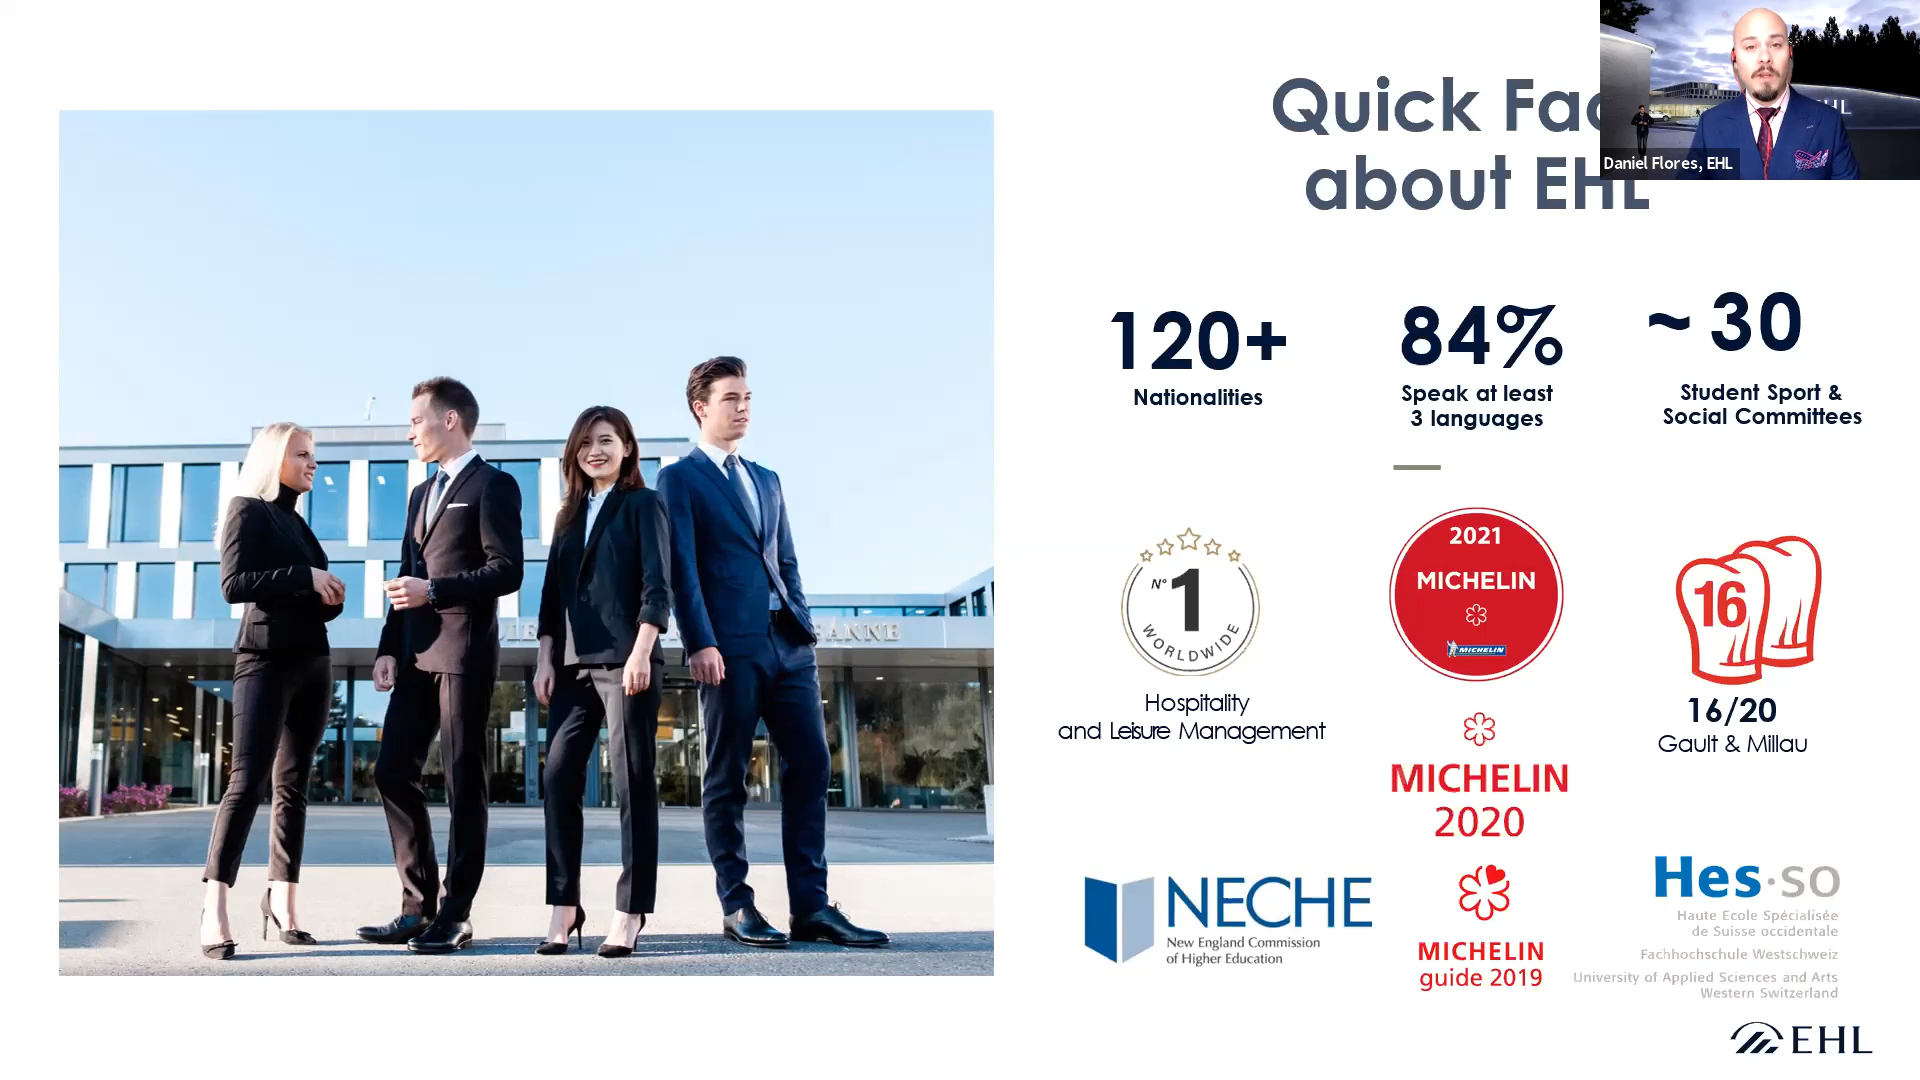 Quick Fac
about EHL
Daniel Flores, EHL
120+
Nationalities
84%
Speak at least
3 languages
~ 30
Student Sport &
Social Committees
N° 1
WORLDWIDE
Hospitality
and Leisure Management
2021
MICHELIN
MICHELIN
16
16/20
Gault & Millau
MICHELIN
2020
NECHE
New England Commission
of Higher Education
MICHELIN
guide 2019
Hes·so
Haute Ecole Spécialisée
de Suisse occidentale
Fachhochschule Westschweiz
University of Applied Sciences and Arts
Western Switzerland
EHL